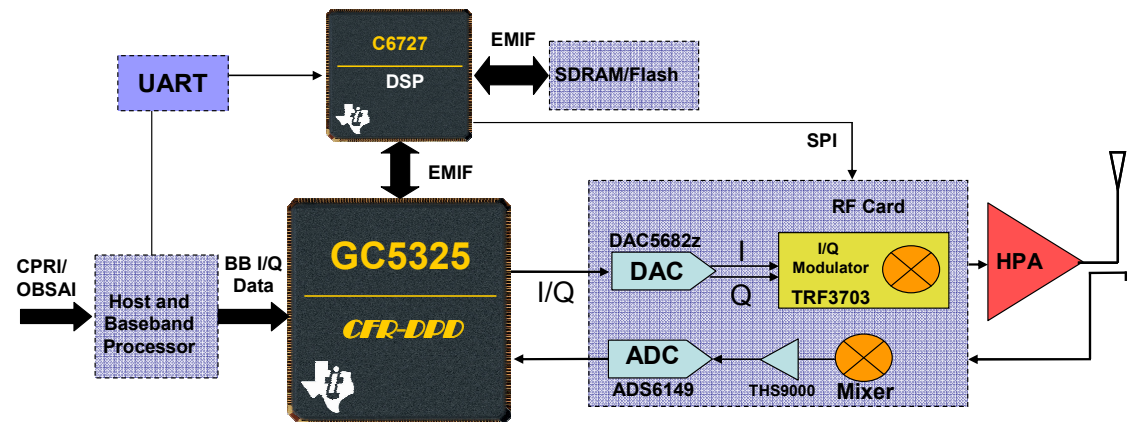 C6727
DSP
EMIF
SDRAM/Flash
UART
EMIF
SPI
RF Card
GC5325
CFR-DPD
CPRI/
OBSAI
Host and
Baseband
Processor
BB I/Q
Data
I/Q
DAC5682z
DAC
I
Q
I/Q
Modulator
TRF3703
HPA
ADC
ADS6149
THS9000
Mixer